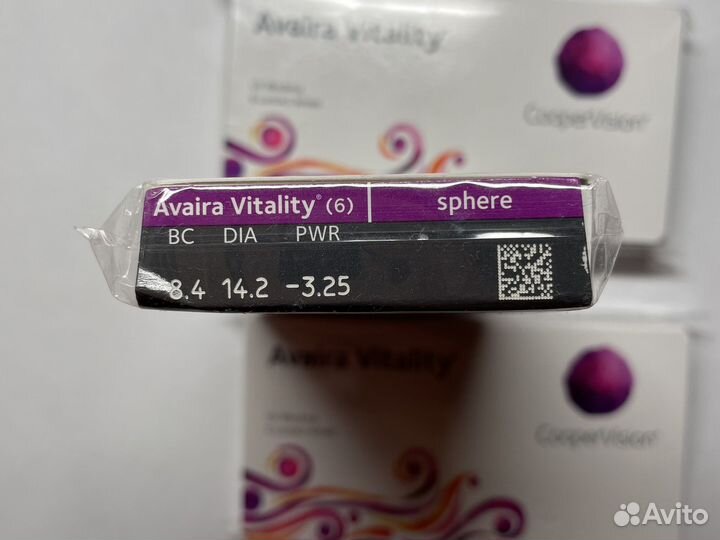 Avaira Vitality®
CooperVision®
Avaira Vitality® (6) sphere
BC DIA PWR
8.4 14.2 -3.25
Avaira Vitality®
CooperVision®
Avito